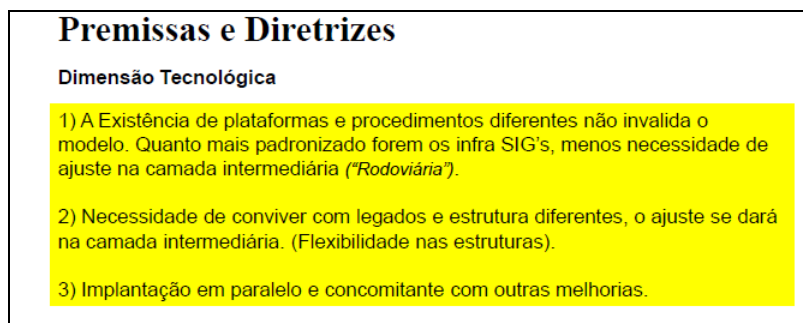 Premissas e Diretrizes
Dimensão Tecnológica
1) A Existência de plataformas e procedimentos diferentes não invalida o
modelo. Quanto mais padronizado forem os infra SIG's, menos necessidade de
ajuste na camada intermediária ("Rodoviária").
2) Necessidade de conviver com legados e estrutura diferentes, o ajuste se dará
na camada intermediária. (Flexibilidade nas estruturas).
3) Implantação em paralelo e concomitante com outras melhorias.